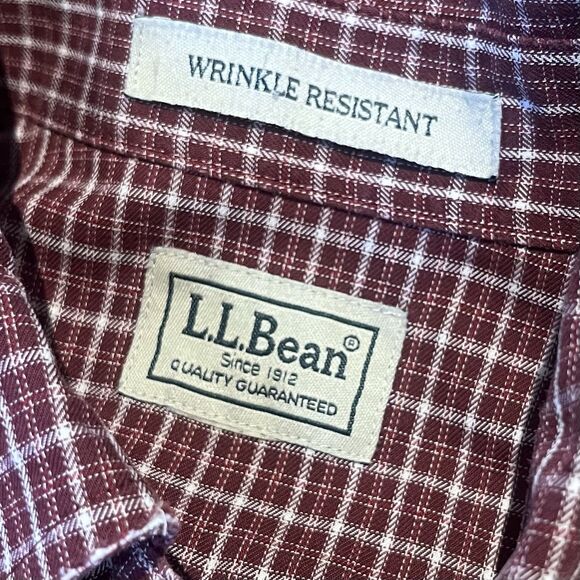 WRINKLE RESISTANT
L.L.Bean®
Since 1912
QUALITY GUARANTEED